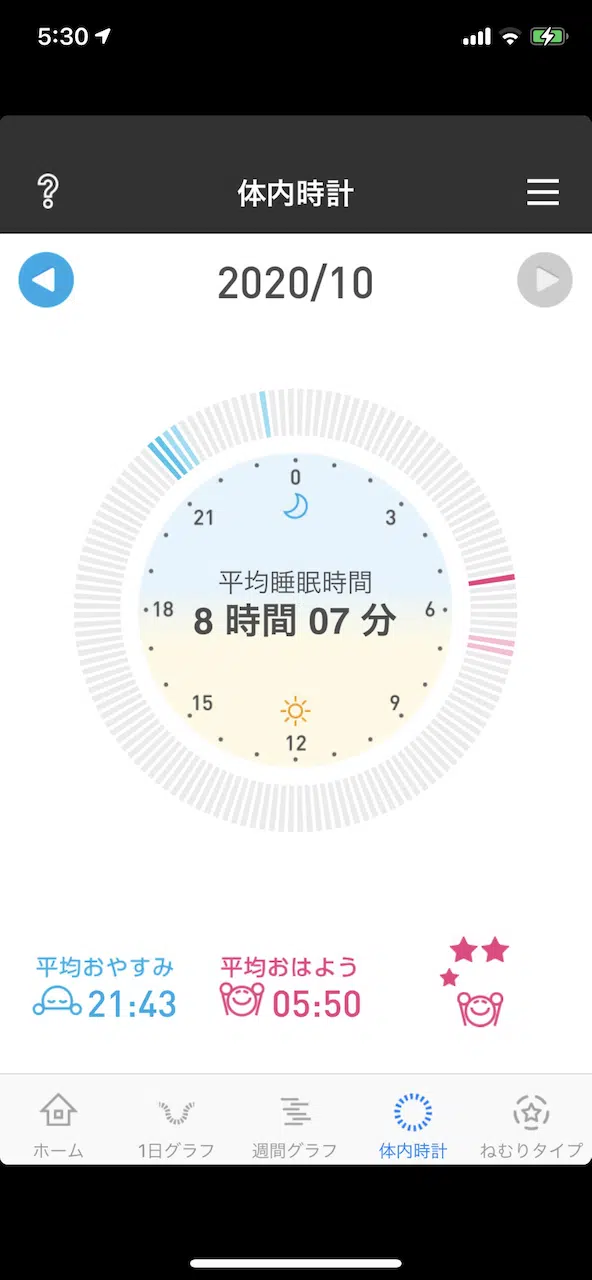 5:30
体内時計
2020/10
0
21
3
平均睡眠時間
18
8 時間 07 分
6
15
9
12
平均おやすみ
平均おはよう
21:43
05:50
ホーム
1日グラフ
週間グラフ
体内時計
ねむりタイプ